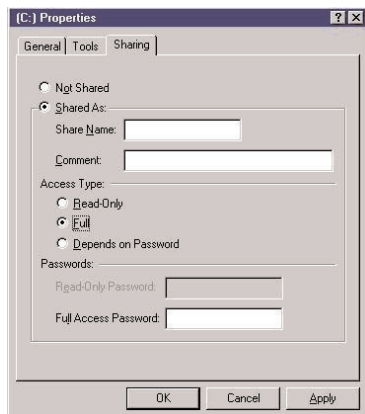 (C:) Properties
? X
General Tools Sharing
Not Shared
Shared As:
Share Name:
Comment:
Access Type:
Read-Only
Full
Depends on Password
Passwords:
Read-Only Password:
Full Access Password:
OK Cancel Apply